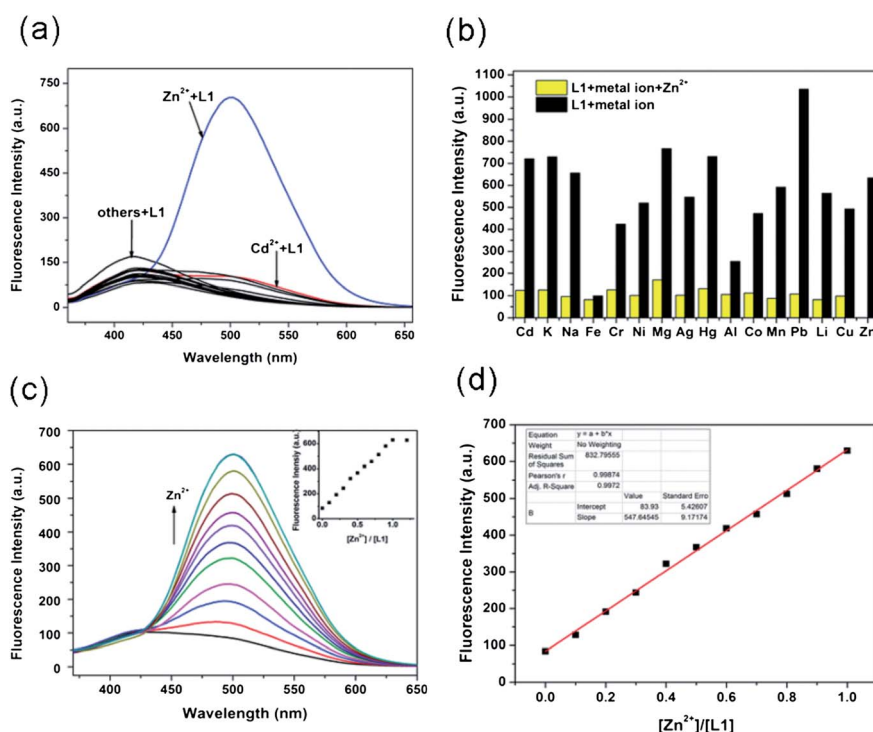 (a)
Fluorescence Intensity (a.u.)
750
600
450
300
150
0
Zn²⁺+L1
others+L1
Cd²⁺+L1
400 450 500 550 600 650
Wavelength (nm)
(b)
Fluorescence Intensity (a.u.)
1100
1000
900
800
700
600
500
400
300
200
100
0
L1+metal ion+Zn²⁺
L1+metal ion
Cd K Na Fe Cr Ni Mg Ag Hg Al Co Mn Pb Li Cu Zn
(c)
Fluorescence Intensity (a.u.)
700
600
500
400
300
200
100
0
Zn²⁺
400 450 500 550 600 650
Wavelength (nm)
Fluorescence Inensity (a.u.)
600
400
200
0
0.0 0.5 1.0
[Zn²⁺] / [L1]
(d)
Fluorescence Intensity (a.u.)
700
600
500
400
300
200
100
0
Equation y = a + b*x
Weight No Weighting
Residual Sum of Squares 832.79555
Pearson's r 0.99874
Adj. R-Square 0.9972
Value Standard Erro
B Intercept 83.93 5.42607
Slope 547.64545 9.17174
0.0 0.2 0.4 0.6 0.8 1.0
[Zn²⁺]/[L1]